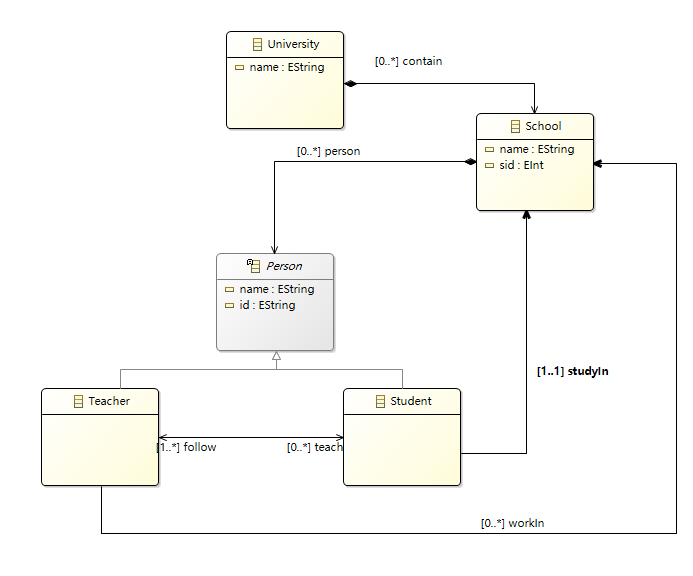 University
name : EString
[0..*] contain
School
name : EString
sid : EInt
[0..*] person
Person
name : EString
id : EString
[1..1] studyIn
Teacher
Student
[1..*] follow
[0..*] teach
[0..*] workIn